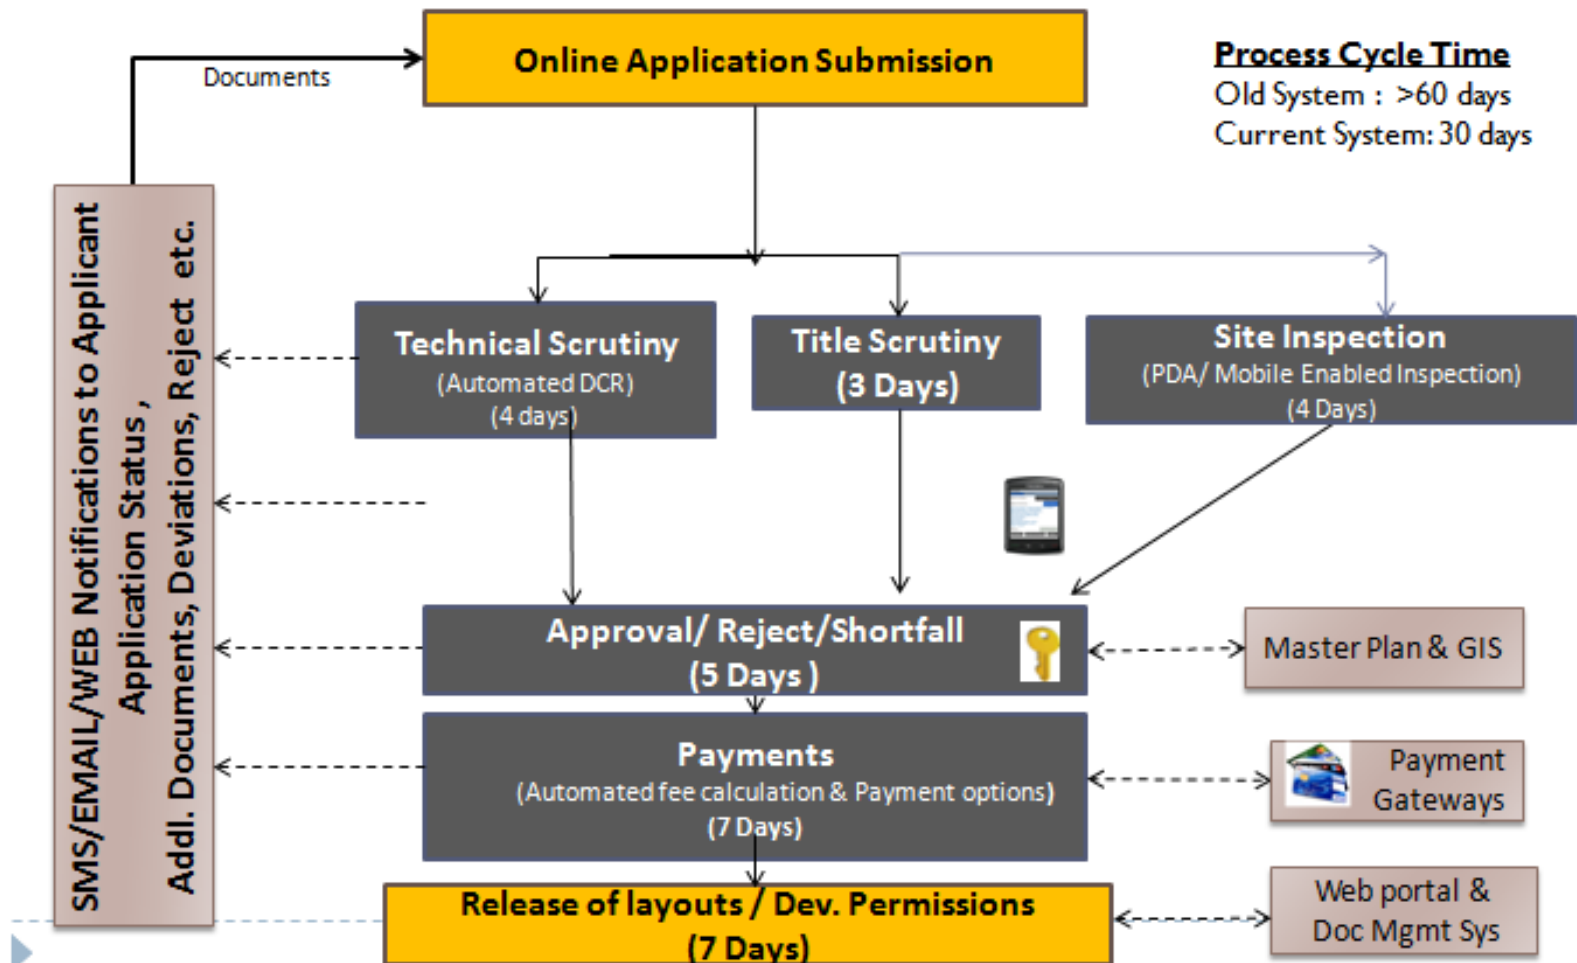 Online Application Submission
Documents
Process Cycle Time
Old System : >60 days
Current System: 30 days
SMS/EMAIL/WEB Notifications to Applicant
Application Status ,
Addl. Documents, Deviations, Reject etc.
Technical Scrutiny
(Automated DCR)
(4 days)
Title Scrutiny
(3 Days)
Site Inspection
(PDA/ Mobile Enabled Inspection)
(4 Days)
Approval/ Reject/Shortfall
(5 Days )
Master Plan & GIS
Payments
(Automated fee calculation & Payment options)
(7 Days)
Payment
Gateways
Release of layouts / Dev. Permissions
(7 Days)
Web portal &
Doc Mgmt Sys